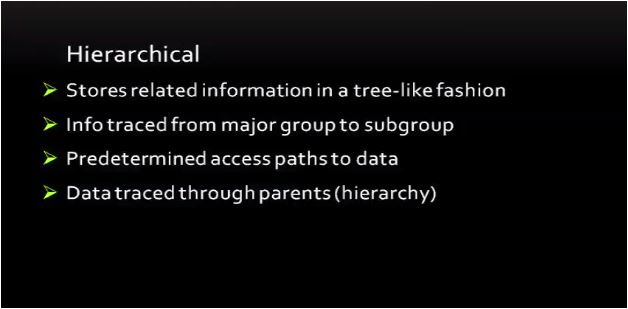 Hierarchical
Stores related information in a tree-like fashion
Info traced from major group to subgroup
Predetermined access paths to data
Data traced through parents (hierarchy)